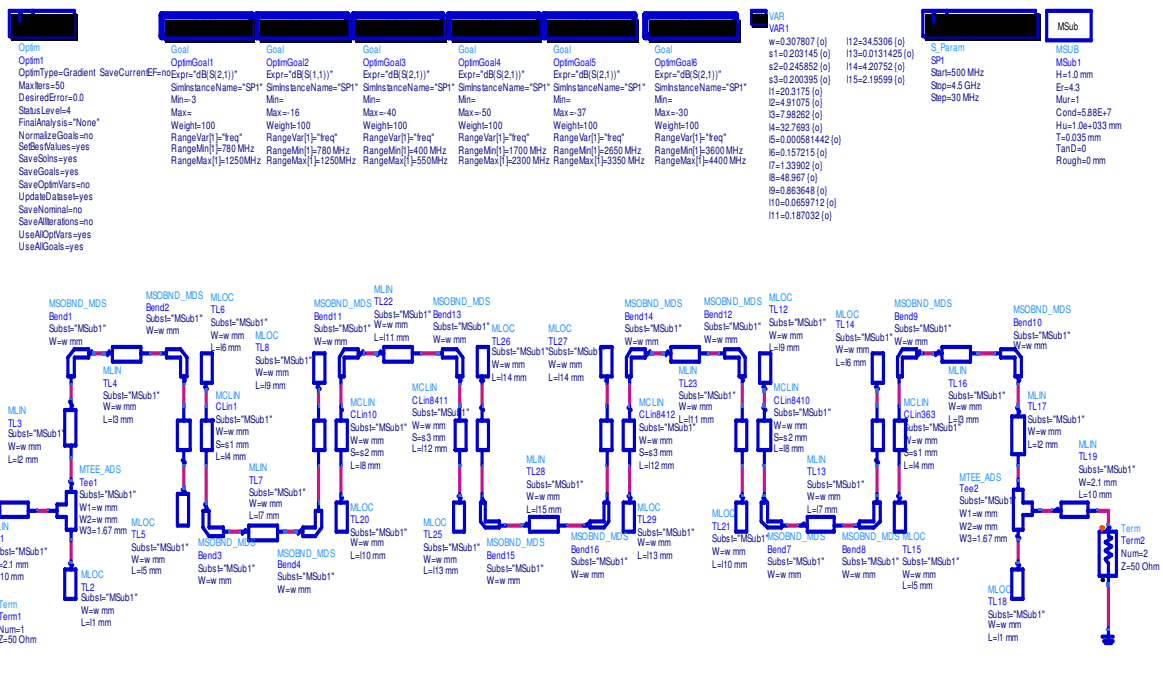 Optim
Optim1
OptimType=Gradient SaveCurrentEF=no
MaxIters=50
DesiredError=0.0
StatusLevel=4
FinalAnalysis="None"
NormalizeGoals=no
SetBestValues=yes
SaveSolns=yes
SaveGoals=yes
SaveOptimVars=no
UpdateDataset=yes
SaveNominal=no
SaveAllIterations=no
UseAllOptVars=yes
UseAllGoals=yes
Goal
OptimGoal1
Expr="dB(S(2,1))"
SimInstanceName="SP1"
Min=-3
Max=
Weight=100
RangeVar[1]="freq"
RangeMin[1]=780 MHz
RangeMax[1]=1250MHz
Goal
OptimGoal2
Expr="dB(S(1,1))"
SimInstanceName="SP1"
Min=
Max=-16
Weight=100
RangeVar[1]="freq"
RangeMin[1]=780 MHz
RangeMax[1]=1250MHz
Goal
OptimGoal3
Expr="dB(S(2,1))"
SimInstanceName="SP1"
Min=
Max=-40
Weight=100
RangeVar[1]="freq"
RangeMin[1]=400 MHz
RangeMax[1]=550MHz
Goal
OptimGoal4
Expr="dB(S(2,1))"
SimInstanceName="SP1"
Min=
Max=-50
Weight=100
RangeVar[1]="freq"
RangeMin[1]=1700 MHz
RangeMax[1]=2300 MHz
Goal
OptimGoal5
Expr="dB(S(2,1))"
SimInstanceName="SP1"
Min=
Max=-37
Weight=100
RangeVar[1]="freq"
RangeMin[1]=2650 MHz
RangeMax[1]=3350 MHz
Goal
OptimGoal6
Expr="dB(S(2,1))"
SimInstanceName="SP1"
Min=
Max=-30
Weight=100
RangeVar[1]="freq"
RangeMin[1]=3600 MHz
RangeMax[1]=4400 MHz
VAR
VAR1
w=0.307807 {o}
s1=0.203145 {o}
s2=0.245852 {o}
s3=0.200395 {o}
l1=20.3175 {o}
l2=4.91075 {o}
l3=7.98262 {o}
l4=32.7693 {o}
l5=0.000581442 {o}
l6=0.157215 {o}
l7=1.33902 {o}
l8=48.967 {o}
l9=0.863648 {o}
l10=0.0659712 {o}
l11=0.187032 {o}
l12=34.5306 {o}
l13=0.0131425 {o}
l14=4.20752 {o}
l15=2.19599 {o}
S_Param
SP1
Start=500 MHz
Stop=4.5 GHz
Step=30 MHz
MSub
MSUB
MSub1
H=1.0 mm
Er=4.3
Mur=1
Cond=5.88E+7
Hu=1.0e+033 mm
T=0.035 mm
TanD=0
Rough=0 mm
MSOBND_MDS
Bend1
Subst="MSub1"
W=w mm
MSOBND_MDS
Bend2
Subst="MSub1"
W=w mm
MLOC
TL6
Subst="MSub1"
W=w mm
L=l6 mm
MLOC
TL8
Subst="MSub1"
W=w mm
L=l9 mm
MSOBND_MDS
Bend11
Subst="MSub1"
W=w mm
MLIN
TL22
Subst="MSub1"
W=w mm
L=l11 mm
MSOBND_MDS
Bend13
Subst="MSub1"
W=w mm
MLOC
TL26
Subst="MSub1"
W=w mm
L=l14 mm
MLOC
TL27
Subst="MSub1"
W=w mm
L=l14 mm
MSOBND_MDS
Bend14
Subst="MSub1"
W=w mm
MSOBND_MDS
Bend12
Subst="MSub1"
W=w mm
MLOC
TL12
Subst="MSub1"
W=w mm
L=l9 mm
MLOC
TL14
Subst="MSub1"
W=w mm
L=l6 mm
MSOBND_MDS
Bend9
Subst="MSub1"
W=w mm
MSOBND_MDS
Bend10
Subst="MSub1"
W=w mm
MLIN
TL3
Subst="MSub1"
W=w mm
L=l2 mm
MLIN
TL4
Subst="MSub1"
W=w mm
L=l3 mm
MCLIN
CLin1
Subst="MSub1"
W=w mm
S=s1 mm
L=l4 mm
MCLIN
CLin10
Subst="MSub1"
W=w mm
S=s2 mm
L=l8 mm
MCLIN
CLin8411
Subst="MSub1"
W=w mm
S=s3 mm
L=l12 mm
MCLIN
CLin8412
Subst="MSub1"
W=w mm
S=s3 mm
L=l12 mm
MLIN
TL23
Subst="MSub1"
W=w mm
L=l11 mm
MCLIN
CLin8410
Subst="MSub1"
W=w mm
S=s2 mm
L=l8 mm
MCLIN
CLin363
Subst="MSub1"
W=w mm
S=s1 mm
L=l4 mm
MLIN
TL16
Subst="MSub1"
W=w mm
L=l3 mm
MLIN
TL17
Subst="MSub1"
W=w mm
L=l2 mm
MLIN
TL19
Subst="MSub1"
W=2.1 mm
L=10 mm
MTEE_ADS
Tee1
Subst="MSub1"
W1=w mm
W2=w mm
W3=1.67 mm
MLOC
TL5
Subst="MSub1"
W=w mm
L=l5 mm
MLIN
TL7
Subst="MSub1"
W=w mm
L=l7 mm
MLOC
TL20
Subst="MSub1"
W=w mm
L=l10 mm
MLOC
TL25
Subst="MSub1"
W=w mm
L=l13 mm
MLIN
TL28
Subst="MSub1"
W=w mm
L=l15 mm
MLOC
TL29
Subst="MSub1"
W=w mm
L=l13 mm
MLOC
TL21
Subst="MSub1"
W=w mm
L=l10 mm
MLIN
TL13
Subst="MSub1"
W=w mm
L=l7 mm
MTEE_ADS
Tee2
Subst="MSub1"
W1=w mm
W2=w mm
W3=1.67 mm
MSOBND_MDS
Bend3
Subst="MSub1"
W=w mm
MSOBND_MDS
Bend4
Subst="MSub1"
W=w mm
MSOBND_MDS
Bend15
Subst="MSub1"
W=w mm
MSOBND_MDS
Bend16
Subst="MSub1"
W=w mm
MSOBND_MDS
Bend7
Subst="MSub1"
W=w mm
MSOBND_MDS
Bend8
Subst="MSub1"
W=w mm
MLOC
TL15
Subst="MSub1"
W=w mm
L=l5 mm
Term
Term2
Num=2
Z=50 Ohm
MLOC
TL2
Subst="MSub1"
W=w mm
L=l1 mm
MLOC
TL18
Subst="MSub1"
W=w mm
L=l1 mm
Term
Term1
Num=1
Z=50 Ohm